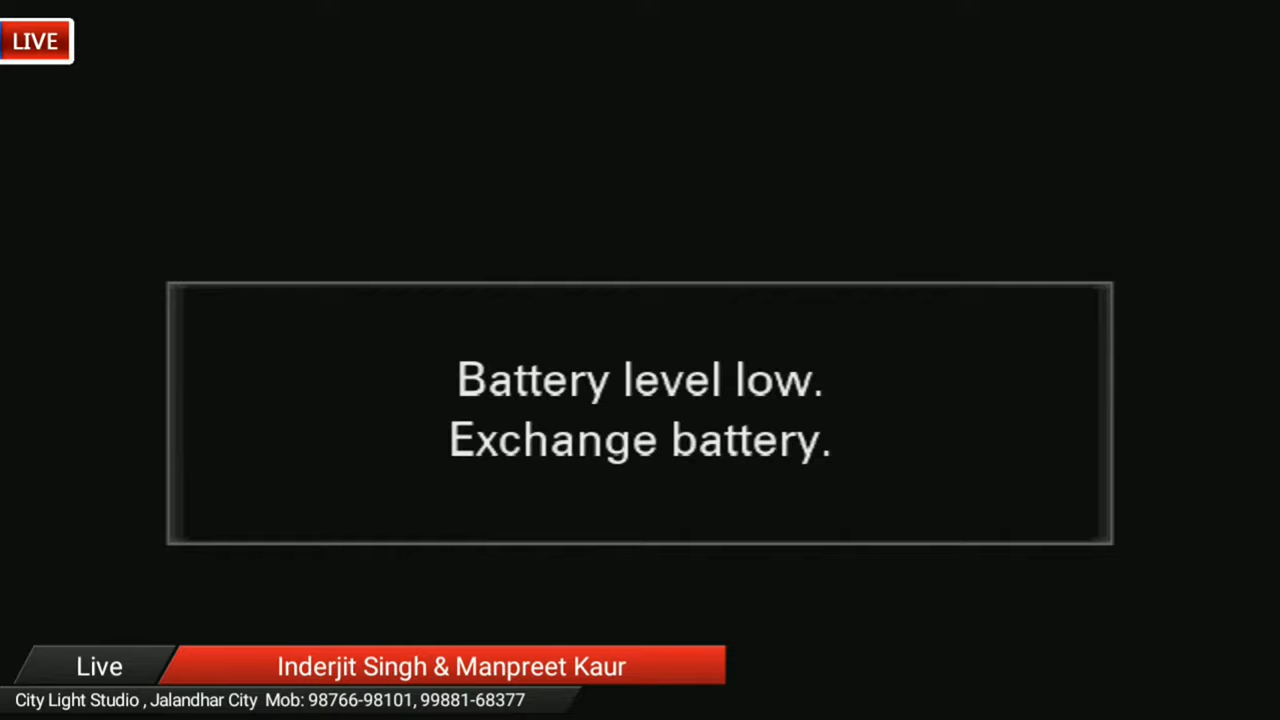 LIVE
Battery level low.
Exchange battery.
Live
Inderjit Singh & Manpreet Kaur
City Light Studio , Jalandhar City Mob: 98766-98101, 99881-68377